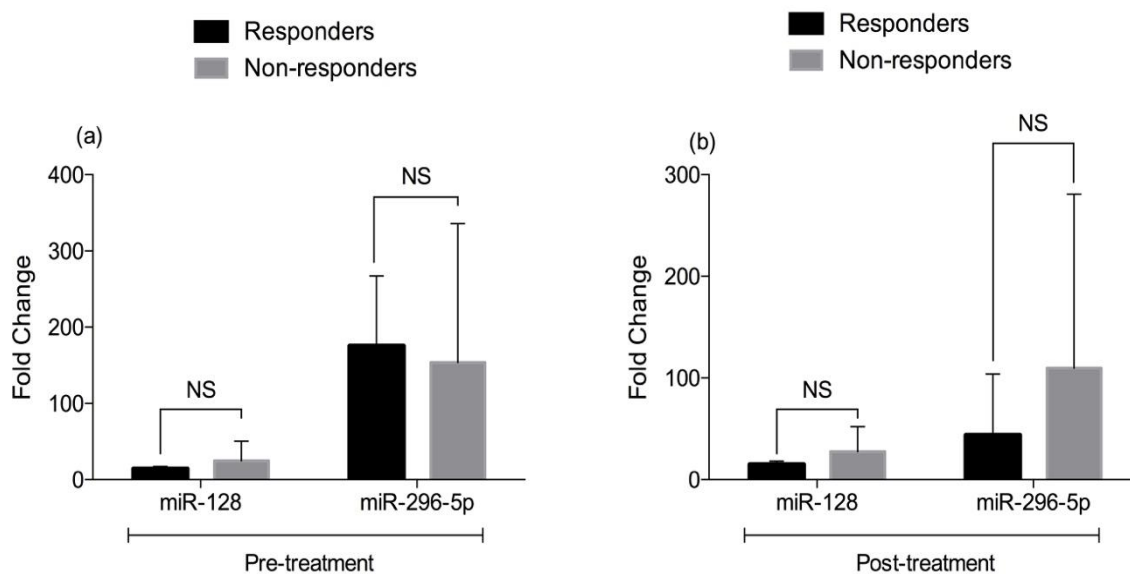 Responders
Non-responders
(a)
400
300
200
100
0
Fold Change
NS
NS
miR-128
miR-296-5p
Pre-treatment
Responders
Non-responders
(b)
300
200
100
0
Fold Change
NS
NS
miR-128
miR-296-5p
Post-treatment